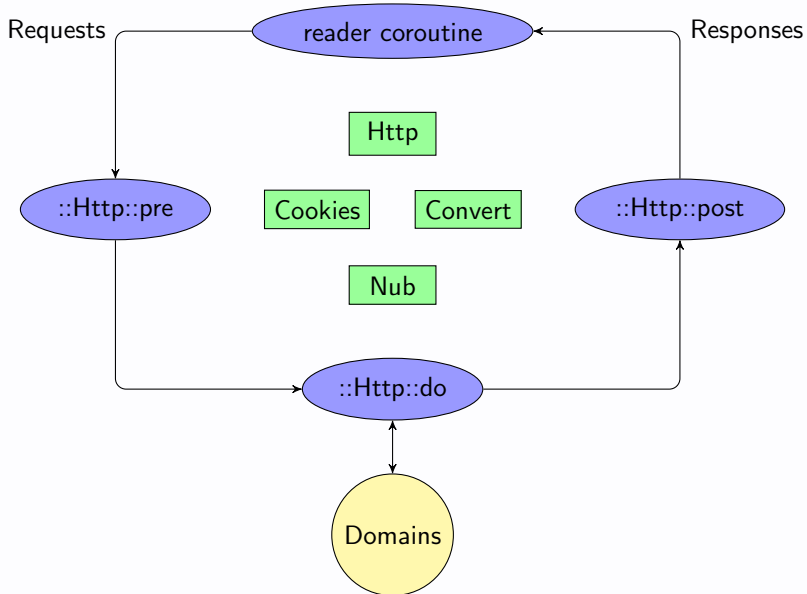 Requests
reader coroutine
Responses
Http
::Http::pre
Cookies
Convert
::Http::post
Nub
::Http::do
Domains